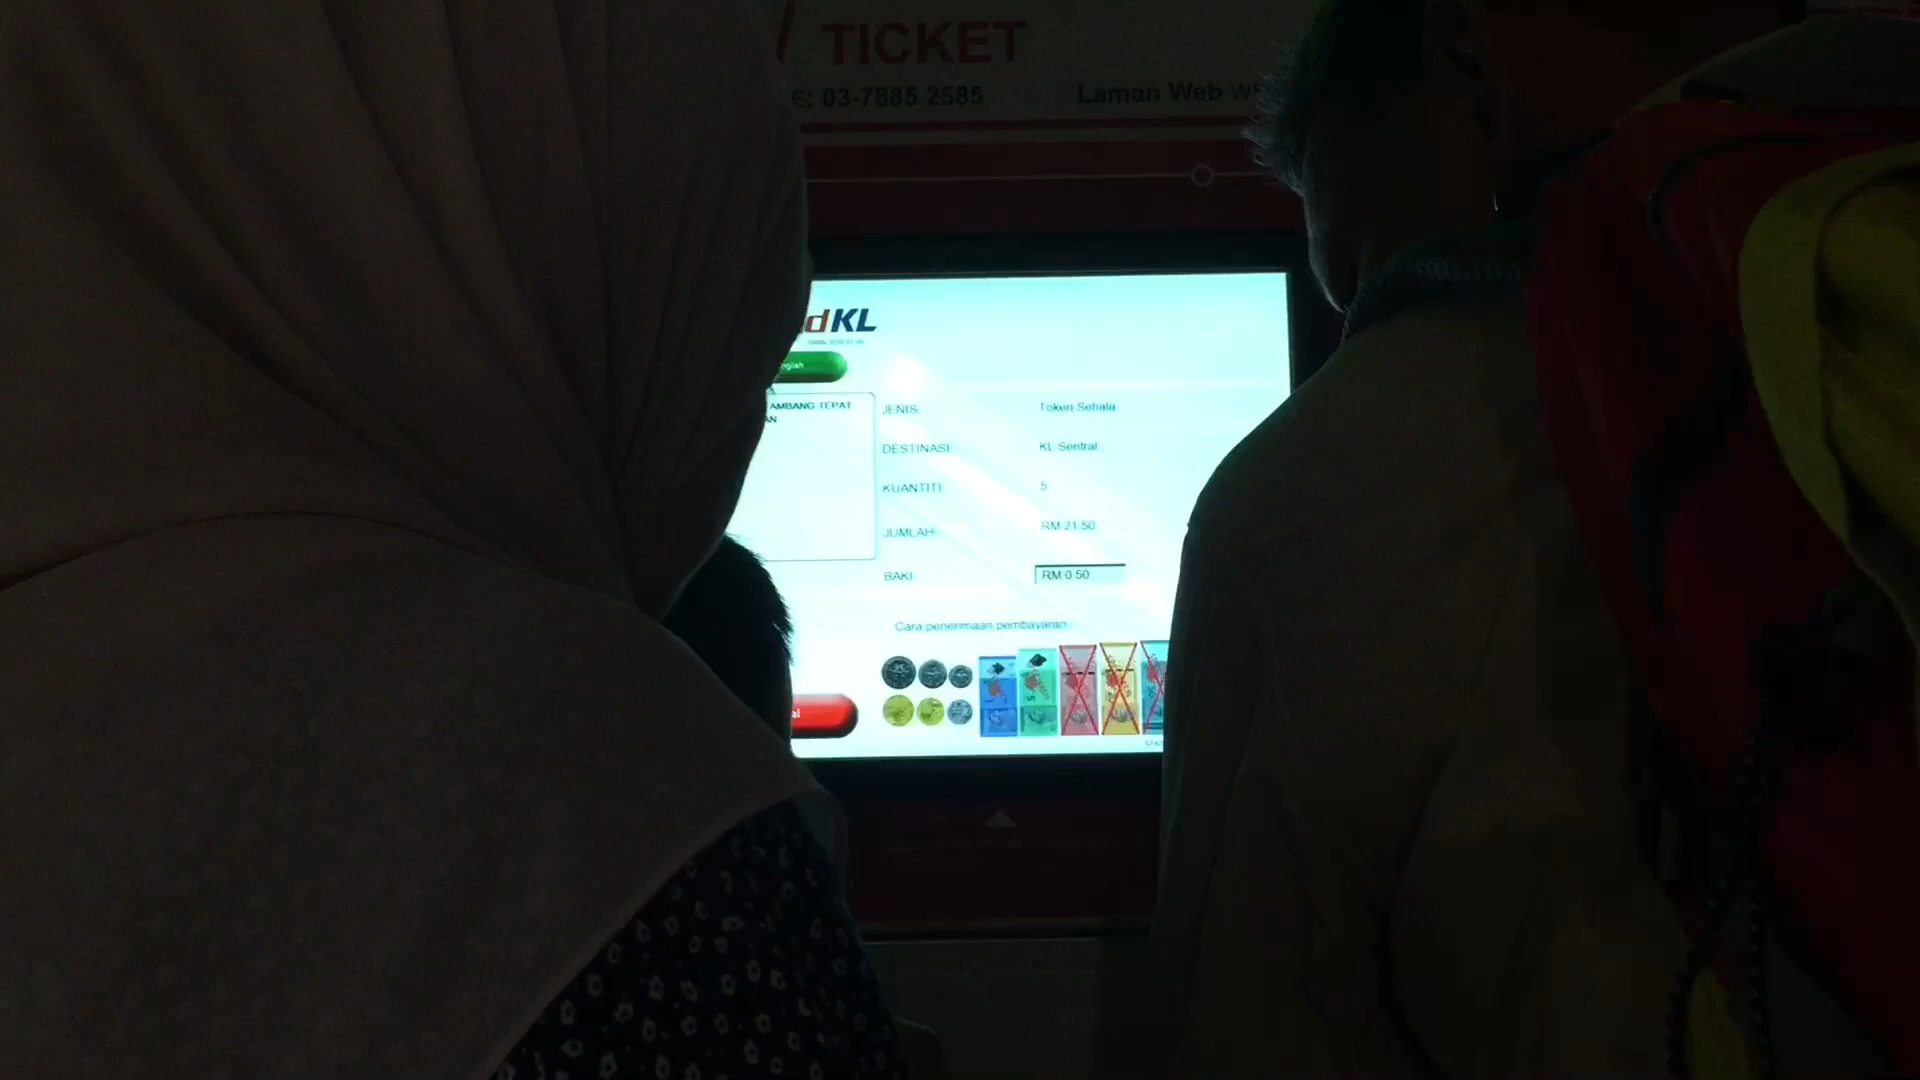 TICKET
: 03-7885 2585
Laman Web
dKL
AMBANG TEPAT
AN
JENIS: Token Sehala
DESTINASI: KL Sentral
KUANTITI: 5
JUMLAH: RM 21.50
BAKI: RM 0.50
Cara penerimaan pembayaran